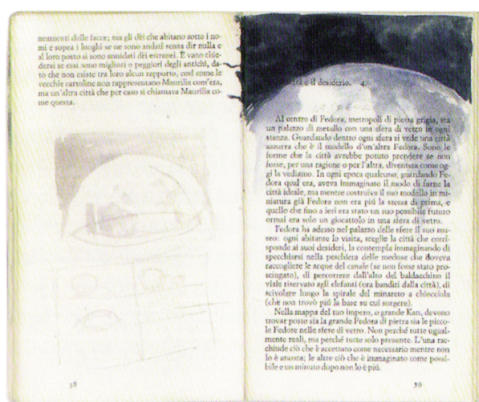 nessuti delle facce; ma gli dèi che abitano sotto i no-
mi e sopra i luoghi se ne sono andati senza dir nulla e
al loro posto si sono annidati dèi estranei. È vano chie-
dersi se essi sono migliori o peggiori degli antichi, da-
to che non esiste tra loro alcun rapporto, così come le
vecchie cartoline non rappresentano Maurilia com'era,
ma un'altra città che per caso si chiamava Maurilia co-
me questa.
58
tà e il desiderio. 4.
Al centro di Fedora, metropoli di pietra grigia, sta
un palazzo di metallo con una sfera di vetro in ogni
stanza. Guardando dentro ogni sfera si vede una città
azzurra che è il modello d'un'altra Fedora. Sono le
forme che la città avrebbe potuto prendere se non
fosse, per una ragione o per l'altra, diventata come og-
gi la vediamo. In ogni epoca qualcuno, guardando Fe-
dora qual era, aveva immaginato il modo di farne la
città ideale, ma mentre costruiva il suo modello in mi-
niatura già Fedora non era più la stessa di prima, e
quello che fino a ieri era stato un suo possibile futuro
ormai era solo un giocattolo in una sfera di vetro.
Fedora ha adesso nel palazzo delle sfere il suo mu-
seo: ogni abitante lo visita, sceglie la città che corri-
sponde ai suoi desideri, la contempla immaginando di
specchiarsi nella peschiera delle meduse che doveva
raccogliere le acque del canale (se non fosse stato pro-
sciugato), di percorrere dall'alto del baldacchino il
viale riservato agli elefanti (ora banditi dalla città), di
scivolare lungo la spirale del minareto a chiocciola
(che non trovò più la base su cui sorgere).
Nella mappa del tuo impero, o grande Kan, devono
trovar posto sia la grande Fedora di pietra sia le picco-
le Fedore nelle sfere di vetro. Non perché tutte ugual-
mente reali, ma perché tutte solo presunte. L'una rac-
chiude ciò che è accettato come necessario mentre non
lo è ancora; le altre ciò che è immaginato come possi-
bile e un minuto dopo non lo è più.
59